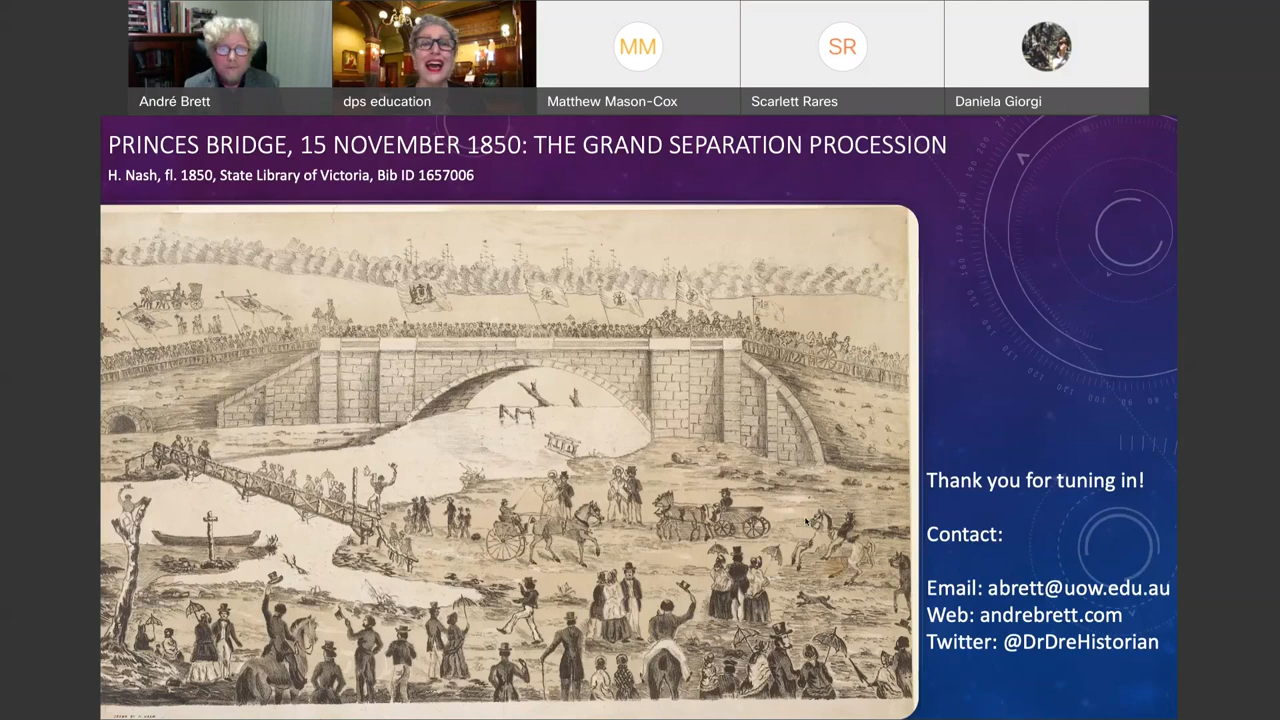 MM
SR
André Brett
dps education
Matthew Mason-Cox
Scarlett Rares
Daniela Giorgi
PRINCES BRIDGE, 15 NOVEMBER 1850: THE GRAND SEPARATION PROCESSION
H. Nash, fl. 1850, State Library of Victoria, Bib ID 1657006
Thank you for tuning in!
Contact:
Email: abrett@uow.edu.au
Web: andrebrett.com
Twitter: @DrDreHistorian